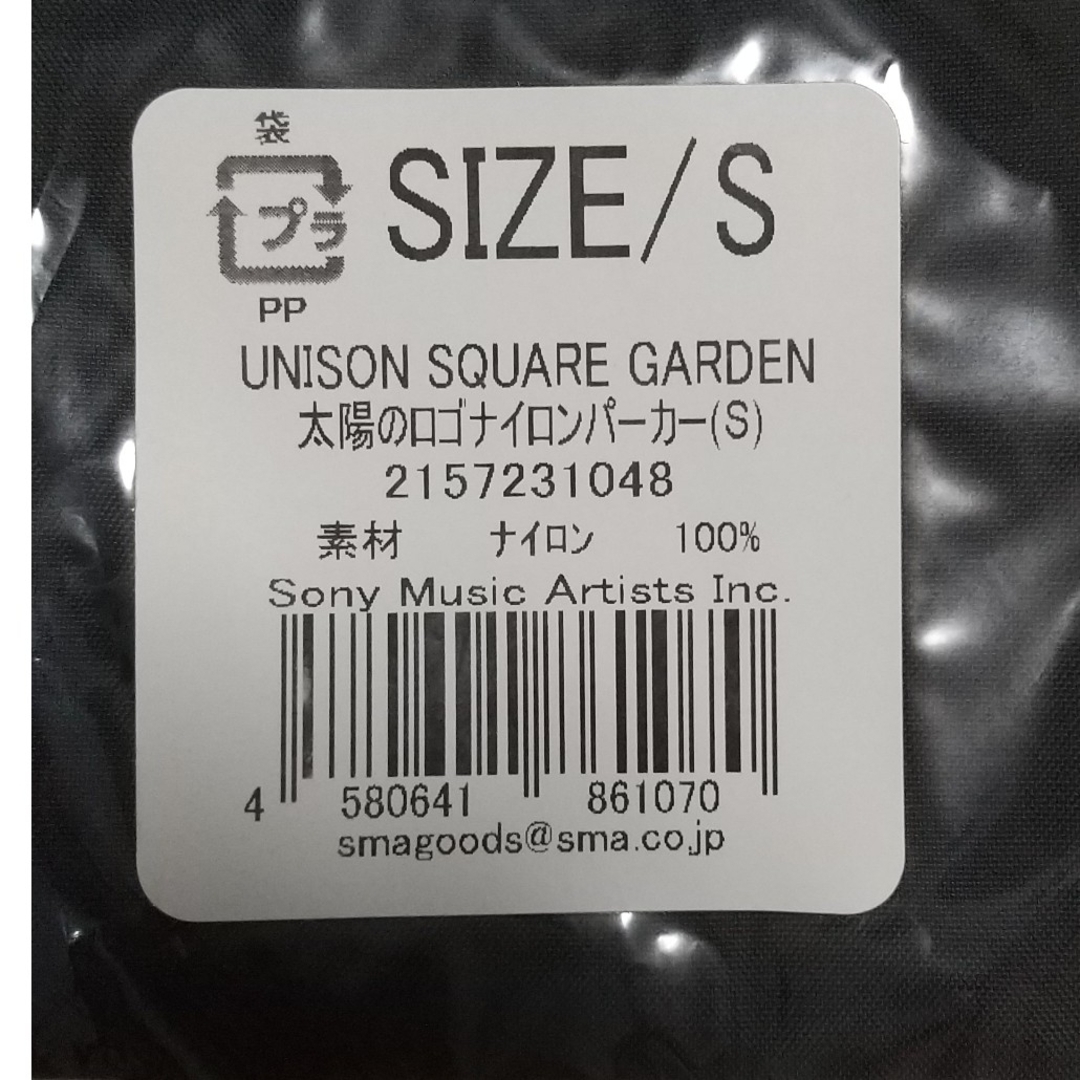 袋
プラ
PP
SIZE/S
UNISON SQUARE GARDEN
太陽のロゴナイロンパーカー(S)
2157231048
素材 ナイロン 100%
Sony Music Artists Inc.
4 580641 861070
smagoods@sma.co.jp